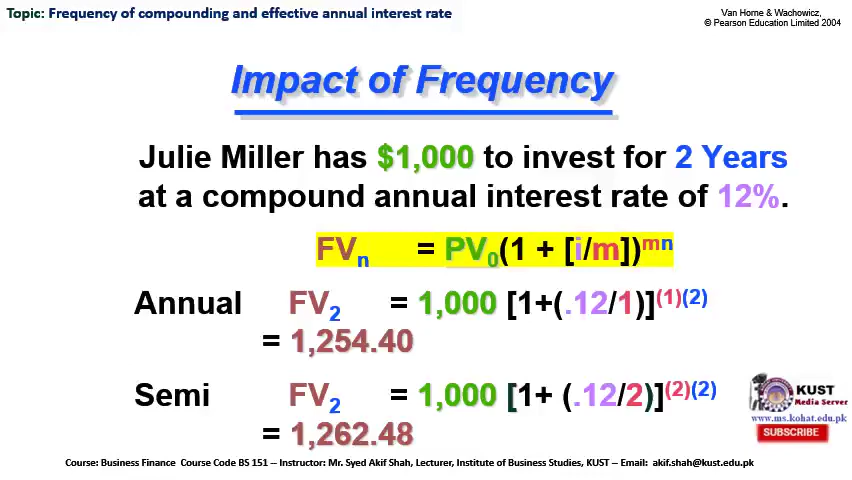 Topic: Frequency of compounding and effective annual interest rate
Van Horne & Wachowicz,
© Pearson Education Limited 2004
Impact of Frequency
Julie Miller has $1,000 to invest for 2 Years
at a compound annual interest rate of 12%.
FVn = PV0(1 + [i/m])mn
Annual FV2 = 1,000 [1+(.12/1)](1)(2)
= 1,254.40
Semi FV2 = 1,000 [1+ (.12/2)](2)(2)
= 1,262.48
KUST
Media Server
www.ms.kohat.edu.pk
SUBSCRIBE
Course: Business Finance Course Code BS 151 – Instructor: Mr. Syed Akif Shah, Lecturer, Institute of Business Studies, KUST – Email: akif.shah@kust.edu.pk